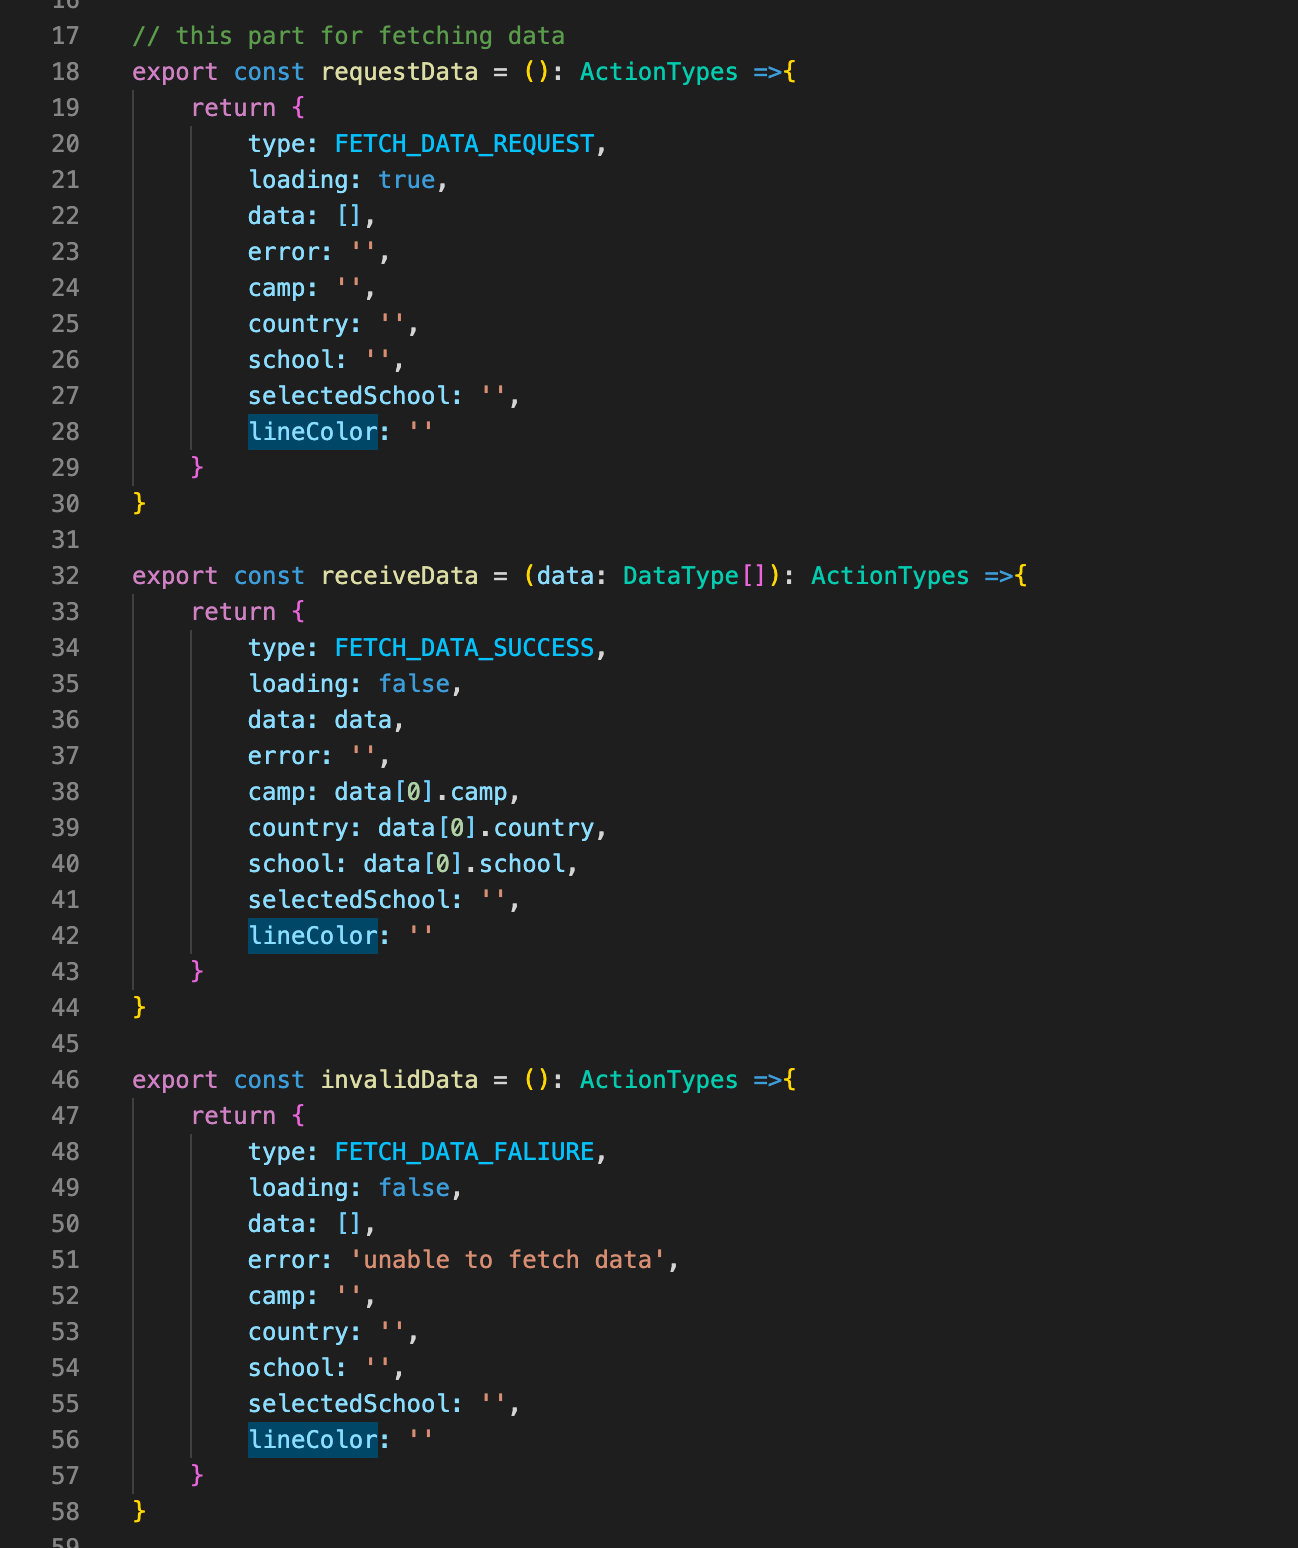 16
17 // this part for fetching data
18 export const requestData = (): ActionTypes =>{
19 return {
20 type: FETCH_DATA_REQUEST,
21 loading: true,
22 data: [],
23 error: '',
24 camp: '',
25 country: '',
26 school: '',
27 selectedSchool: '',
28 lineColor: ''
29 }
30 }
31
32 export const receiveData = (data: DataType[]): ActionTypes =>{
33 return {
34 type: FETCH_DATA_SUCCESS,
35 loading: false,
36 data: data,
37 error: '',
38 camp: data[0].camp,
39 country: data[0].country,
40 school: data[0].school,
41 selectedSchool: '',
42 lineColor: ''
43 }
44 }
45
46 export const invalidData = (): ActionTypes =>{
47 return {
48 type: FETCH_DATA_FALIURE,
49 loading: false,
50 data: [],
51 error: 'unable to fetch data',
52 camp: '',
53 country: '',
54 school: '',
55 selectedSchool: '',
56 lineColor: ''
57 }
58 }
59